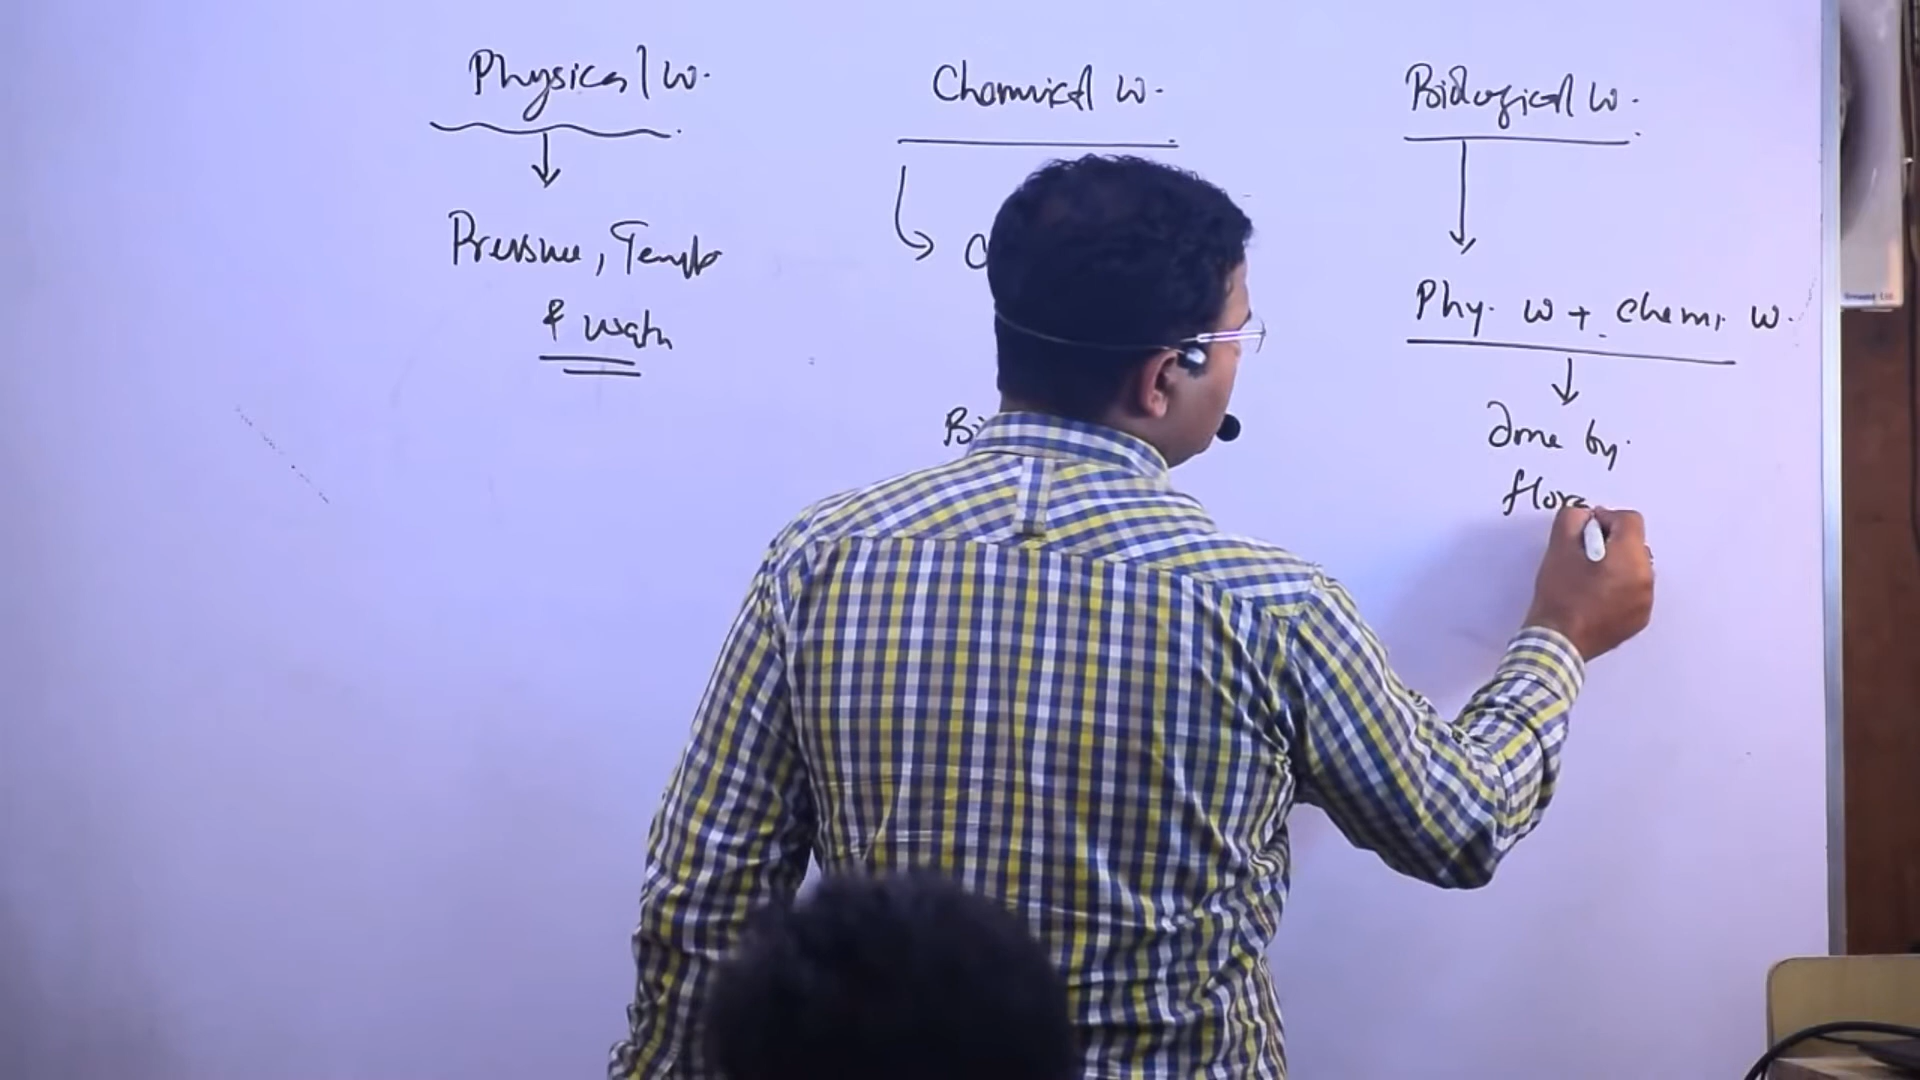 Physical w.
Pressure, Temp
& water
Chemical w.
Biological w.
Phy. w + chemi w.
done by
flora